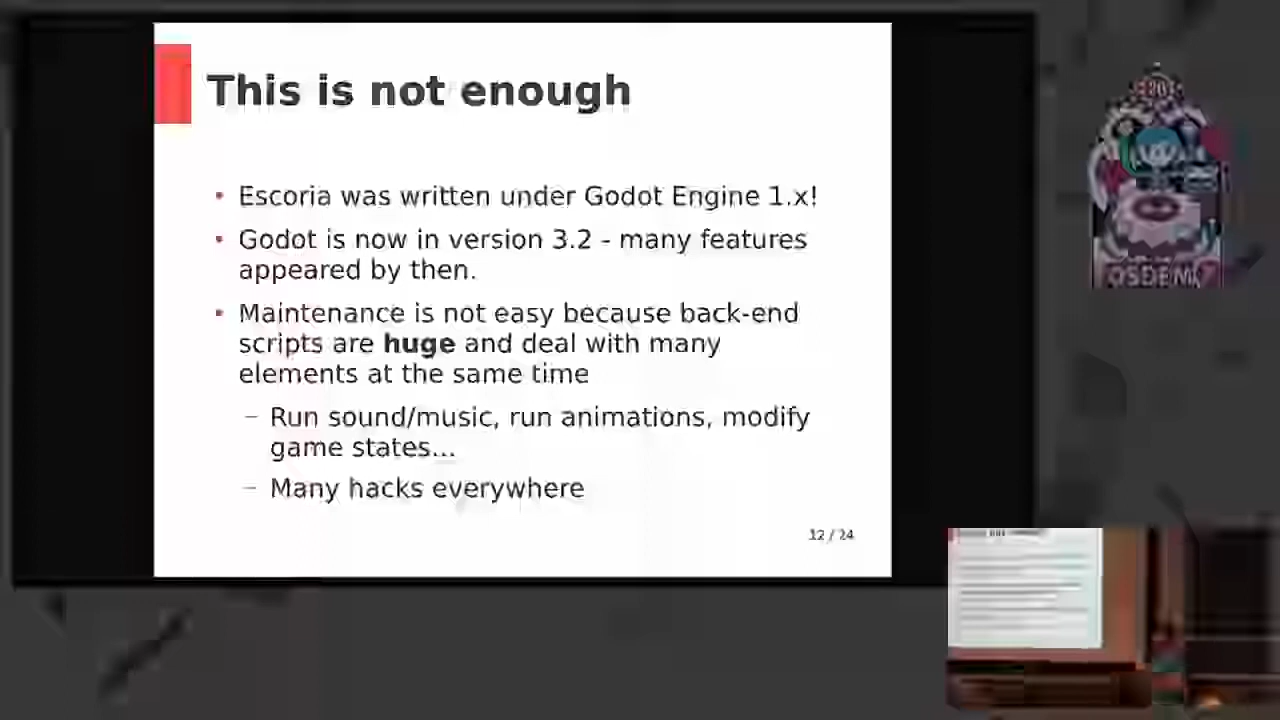 This is not enough
• Escoria was written under Godot Engine 1.x!
• Godot is now in version 3.2 - many features
appeared by then.
• Maintenance is not easy because back-end
scripts are huge and deal with many
elements at the same time
– Run sound/music, run animations, modify
game states...
– Many hacks everywhere
12 / 24